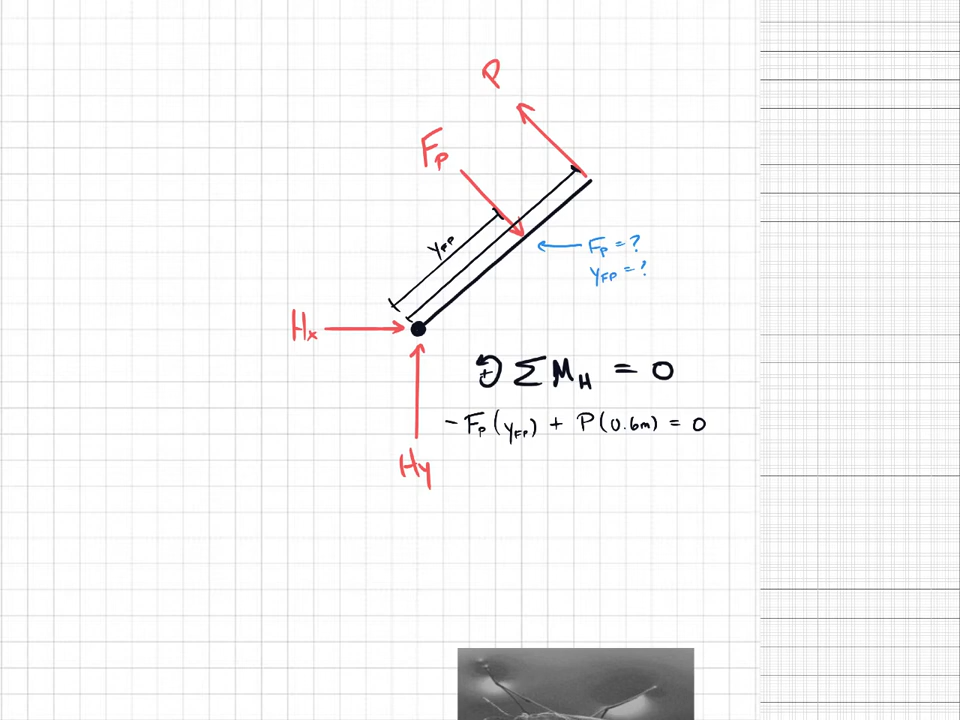 P
Fp
yFP
Fp = ?
yFP = ?
Hx
+ ΣMH = 0
- Fp(yFP) + P(0.6m) = 0
Hy